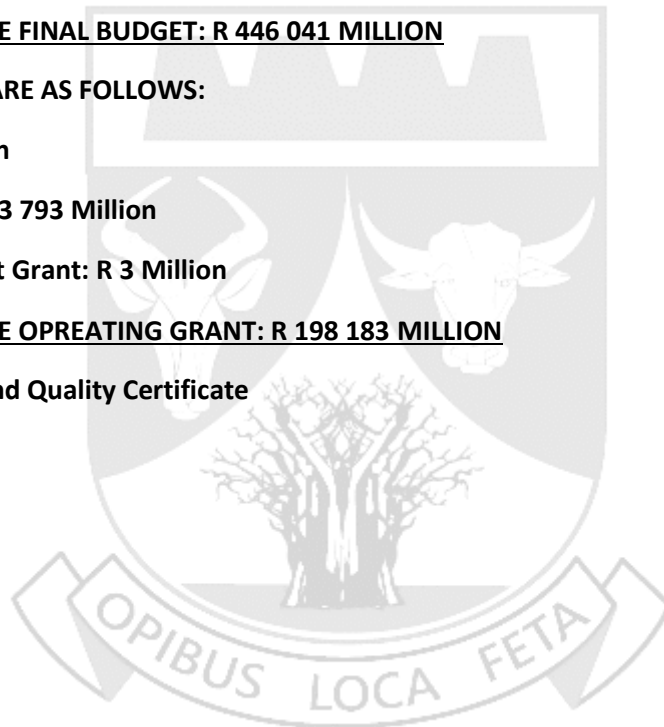 E FINAL BUDGET: R 446 041 MILLION
ARE AS FOLLOWS:
n
3 793 Million
t Grant: R 3 Million
E OPREATING GRANT: R 198 183 MILLION
nd Quality Certificate
OPIBUS LOCA FETA